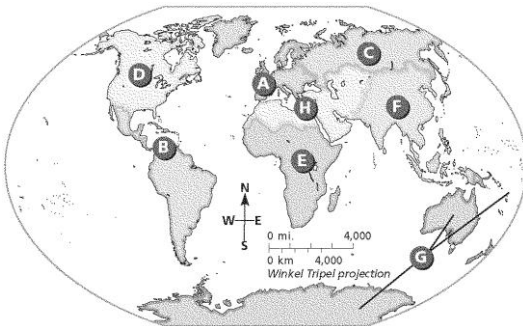 C
D
A
H
F
B
E
N
W E
S
0 mi. 4,000
0 km 4,000
Winkel Tripel projection
G